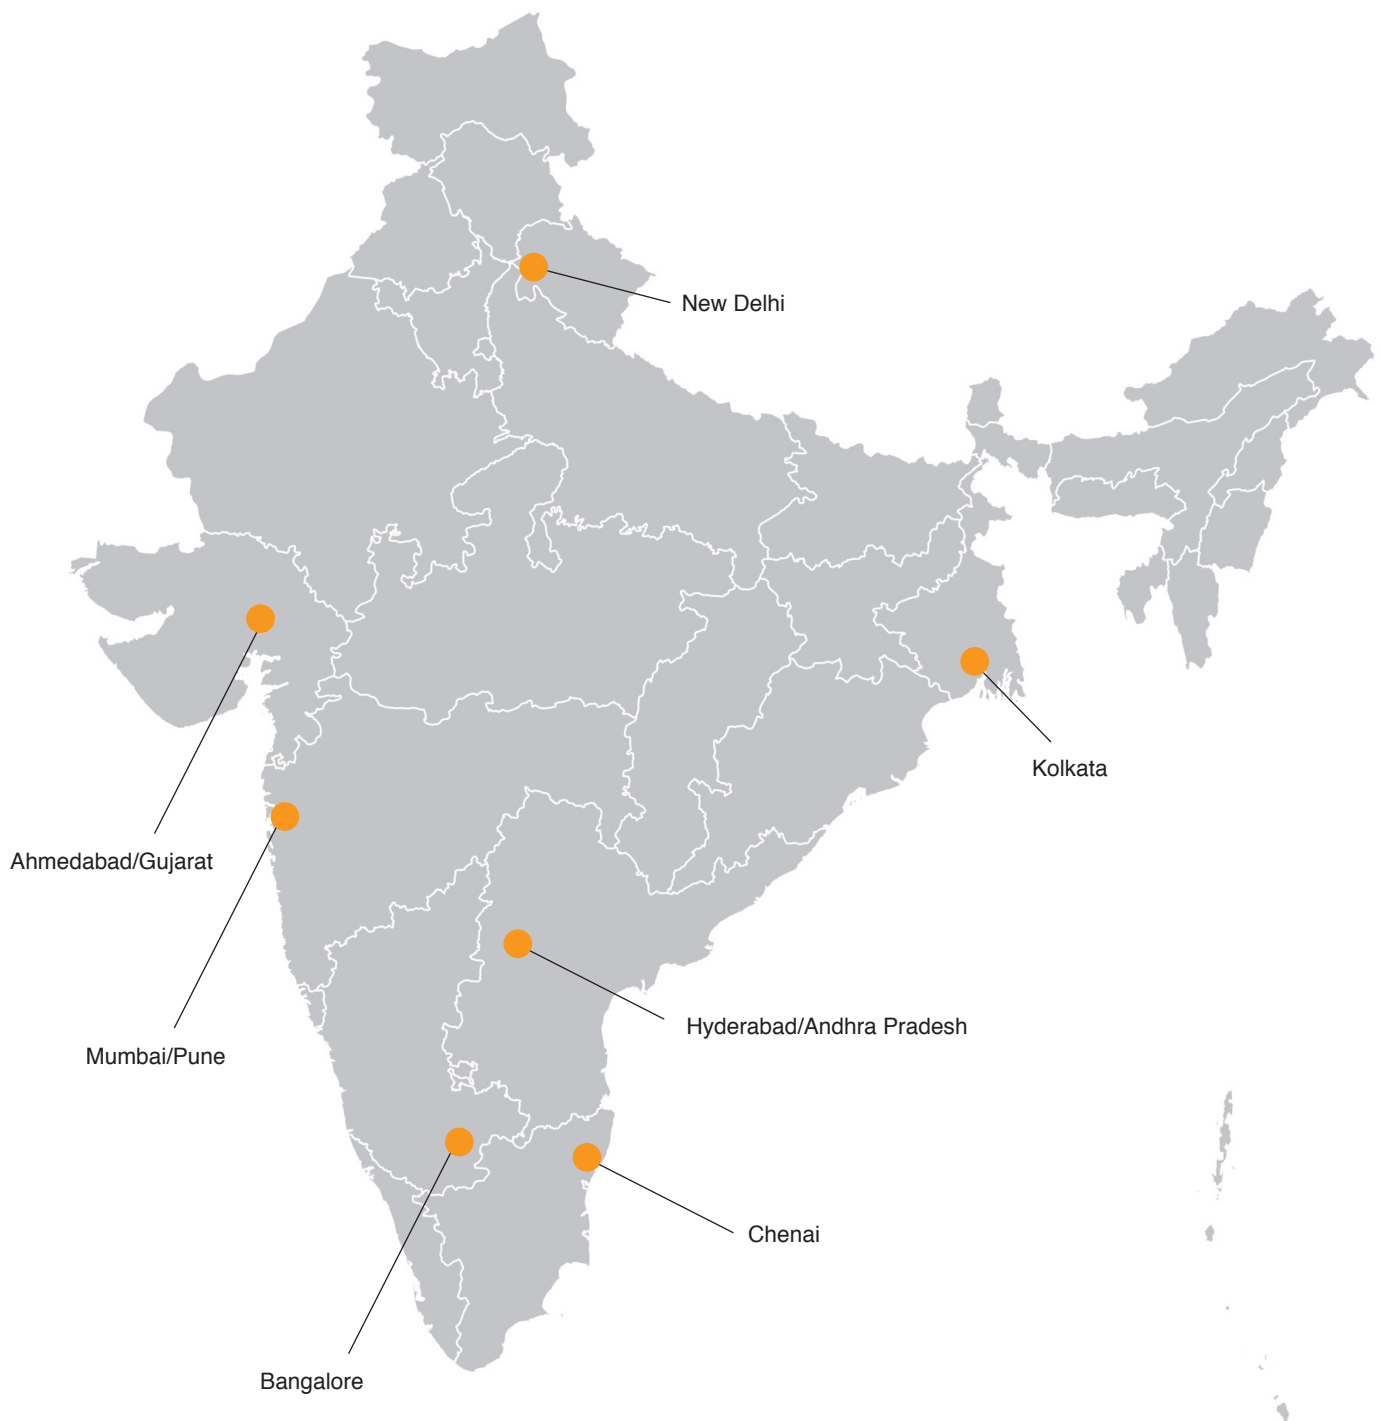 New Delhi
Kolkata
Ahmedabad/Gujarat
Hyderabad/Andhra Pradesh
Mumbai/Pune
Chenai
Bangalore